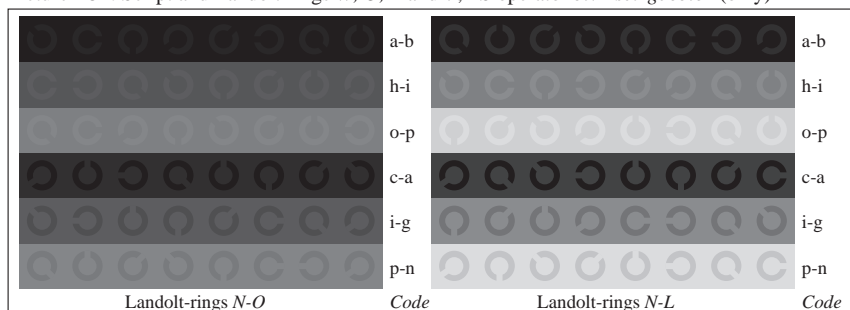 a-b a-b
h-i h-i
o-p o-p
c-a c-a
i-g i-g
p-n p-n
Landolt-rings N-O Code Landolt-rings N-L Code